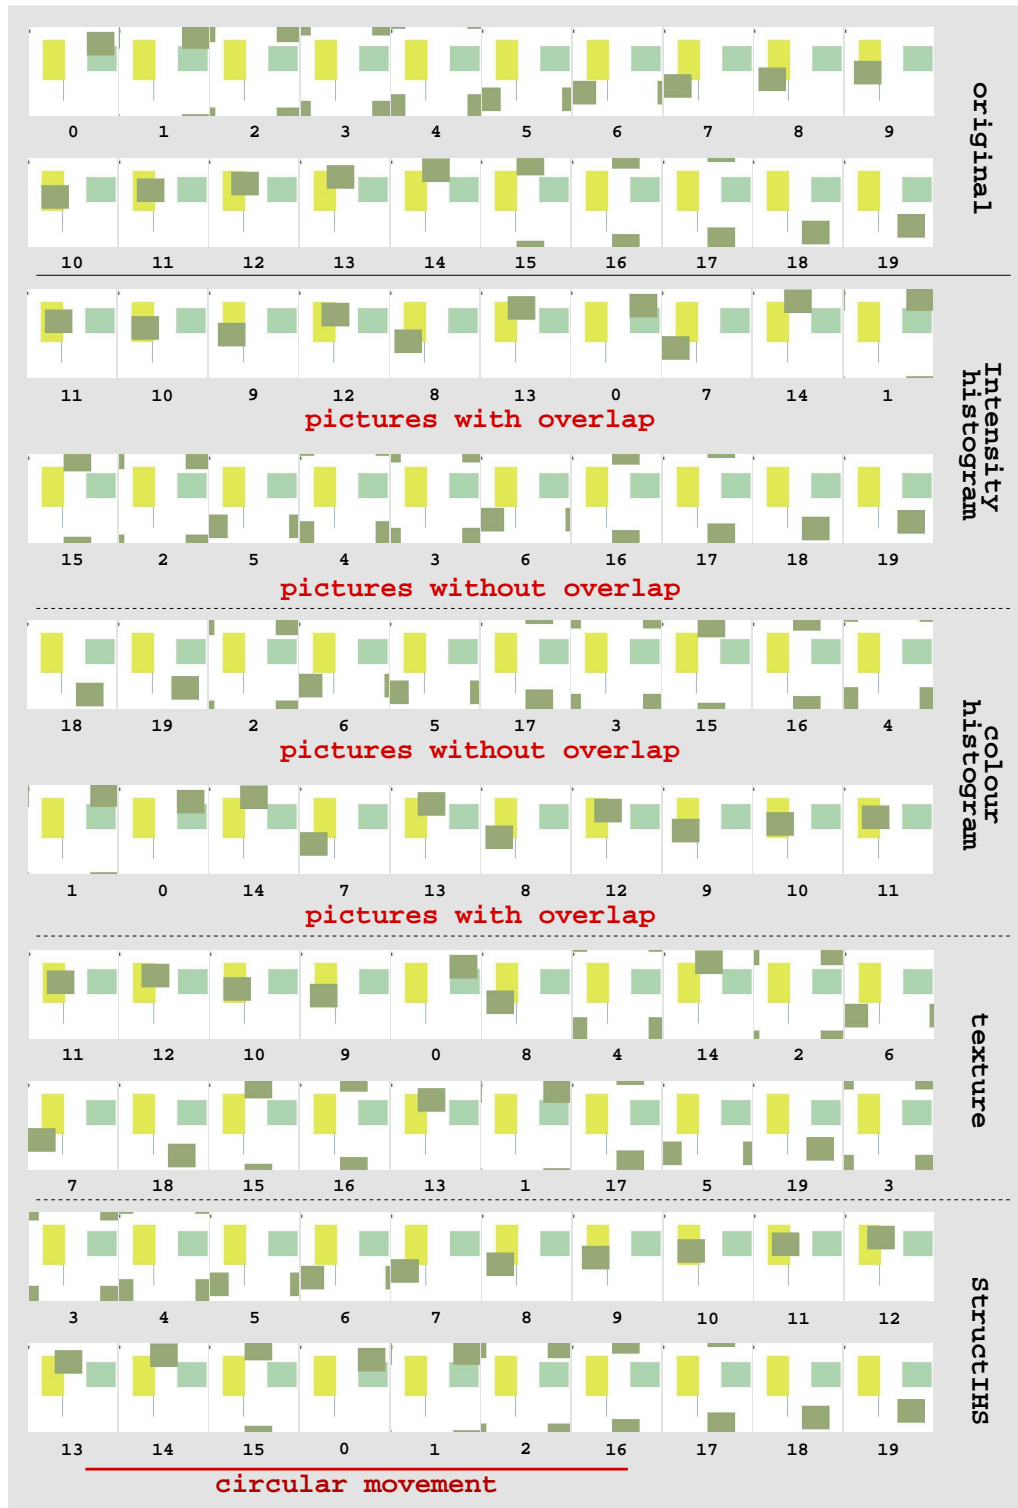 0 1 2 3 4 5 6 7 8 9
10 11 12 13 14 15 16 17 18 19
original
11 10 9 12 8 13 0 7 14 1
pictures with overlap
15 2 5 4 3 6 16 17 18 19
pictures without overlap
Intensity
histogram
18 19 2 6 5 17 3 15 16 4
pictures without overlap
1 0 14 7 13 8 12 9 10 11
pictures with overlap
colour
histogram
11 12 10 9 0 8 4 14 2 6
7 18 15 16 13 1 17 5 19 3
texture
3 4 5 6 7 8 9 10 11 12
13 14 15 0 1 2 16 17 18 19
circular movement
StructIHS